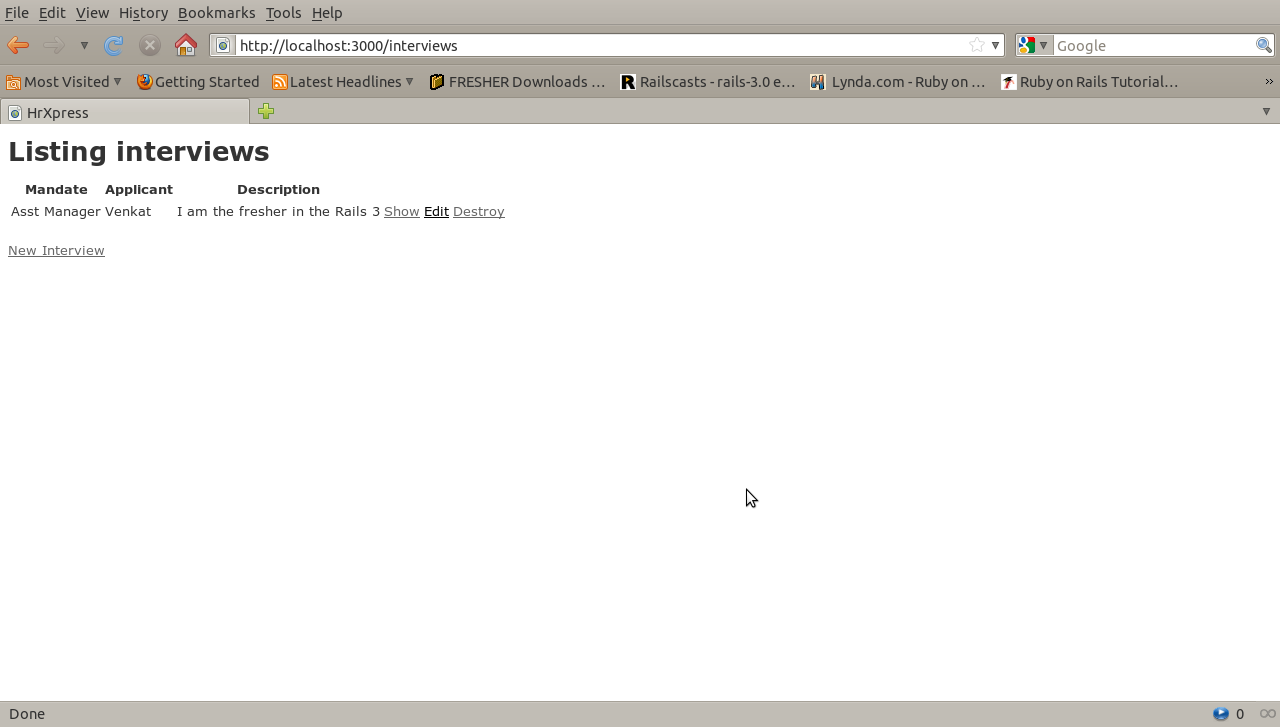 File Edit View History Bookmarks Tools Help
http://localhost:3000/interviews Google
Most Visited Getting Started Latest Headlines FRESHER Downloads ... Railscasts - rails-3.0 e... Lynda.com - Ruby on ... Ruby on Rails Tutorial... »
HrXpress
Listing interviews
Mandate Applicant Description
Asst Manager Venkat I am the fresher in the Rails 3 Show Edit Destroy
New Interview
Done 0